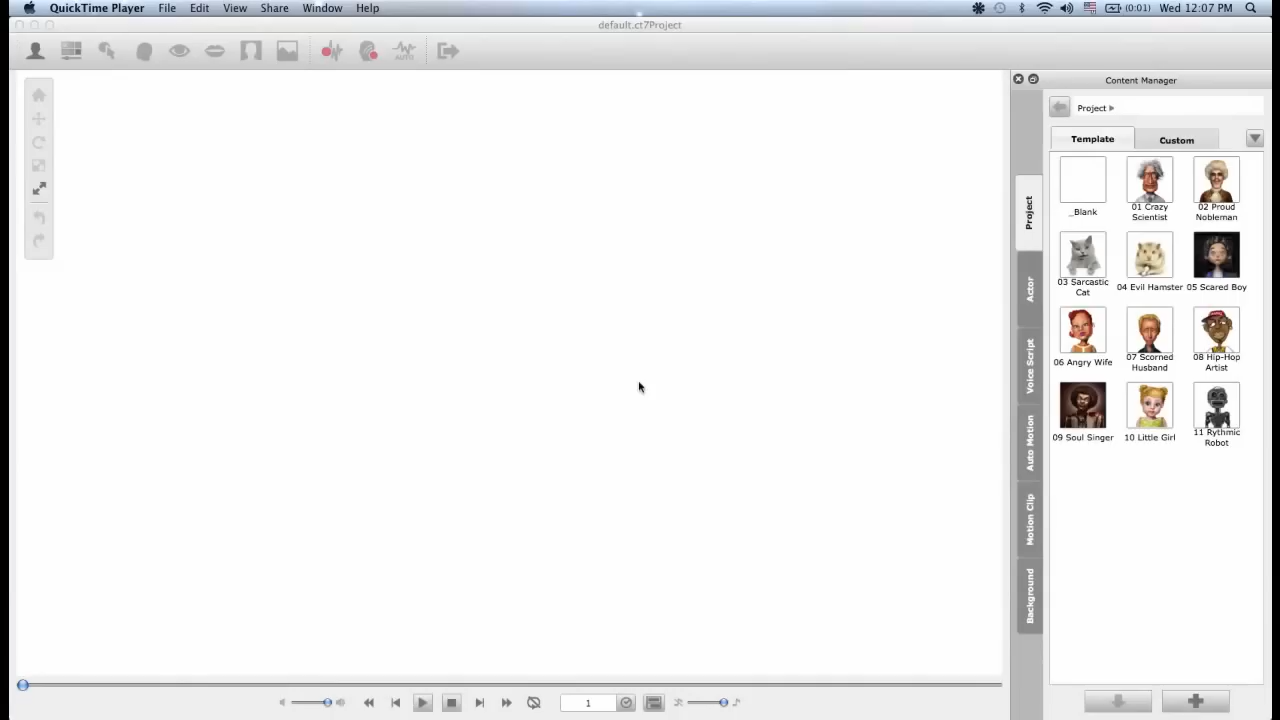 QuickTime Player File Edit View Share Window Help (0:01) Wed 12:07 PM
default.ct7Project
AUTO
Content Manager
Project ▶
Template Custom
_Blank
01 Crazy Scientist
02 Proud Nobleman
03 Sarcastic Cat
04 Evil Hamster
05 Scared Boy
06 Angry Wife
07 Scorned Husband
08 Hip-Hop Artist
09 Soul Singer
10 Little Girl
11 Rythmic Robot
Project
Actor
Voice Script
Auto Motion
Motion Clip
Background
1